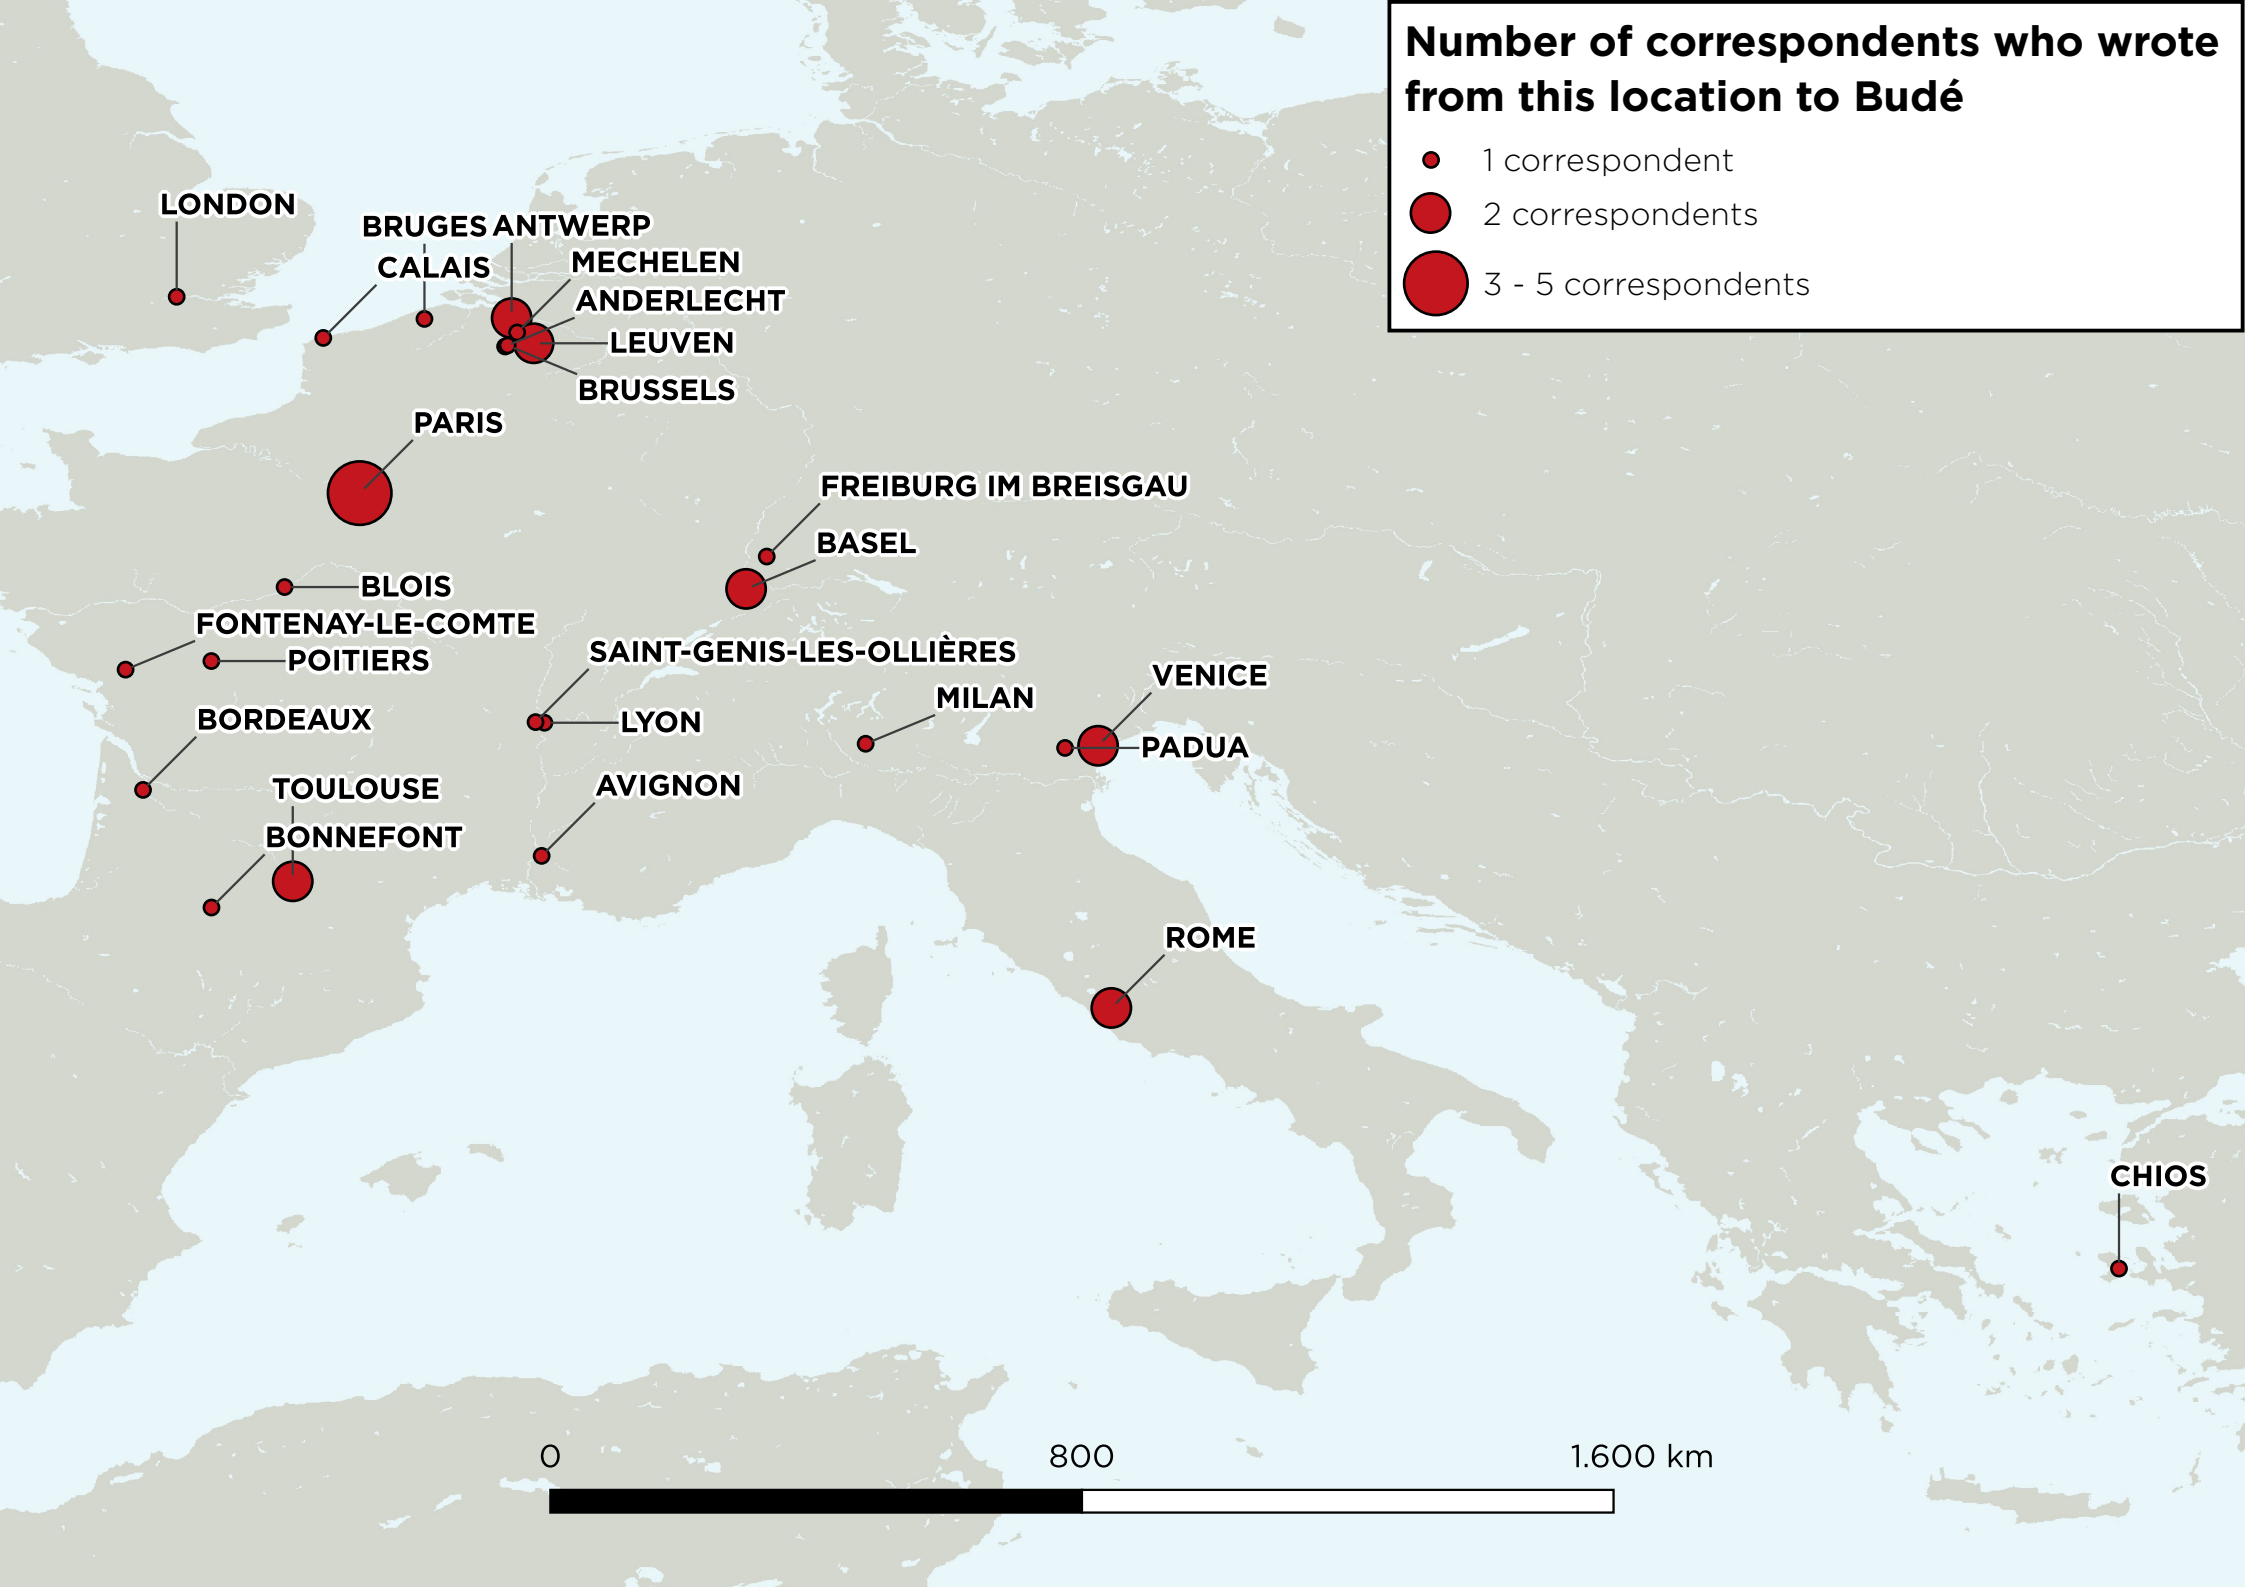 Number of correspondents who wrote
from this location to Budé
1 correspondent
2 correspondents
3 - 5 correspondents
LONDON
BRUGES
ANTWERP
CALAIS
MECHELEN
ANDERLECHT
LEUVEN
BRUSSELS
PARIS
FREIBURG IM BREISGAU
BASEL
BLOIS
FONTENAY-LE-COMTE
POITIERS
SAINT-GENIS-LES-OLLIÈRES
LYON
MILAN
VENICE
PADUA
BORDEAUX
TOULOUSE
BONNEFONT
AVIGNON
ROME
CHIOS
0
800
1.600 km